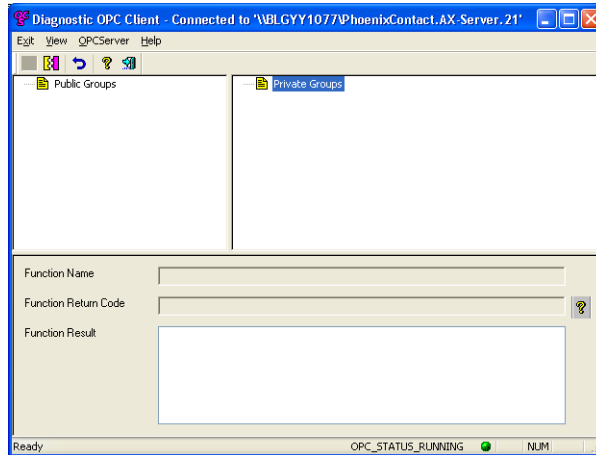 Diagnostic OPC Client - Connected to '\\BLGYY1077\PhoenixContact.AX-Server.21'
Exit View OPCServer Help
Public Groups
Private Groups
Function Name
Function Return Code
Function Result
Ready
OPC_STATUS_RUNNING
NUM